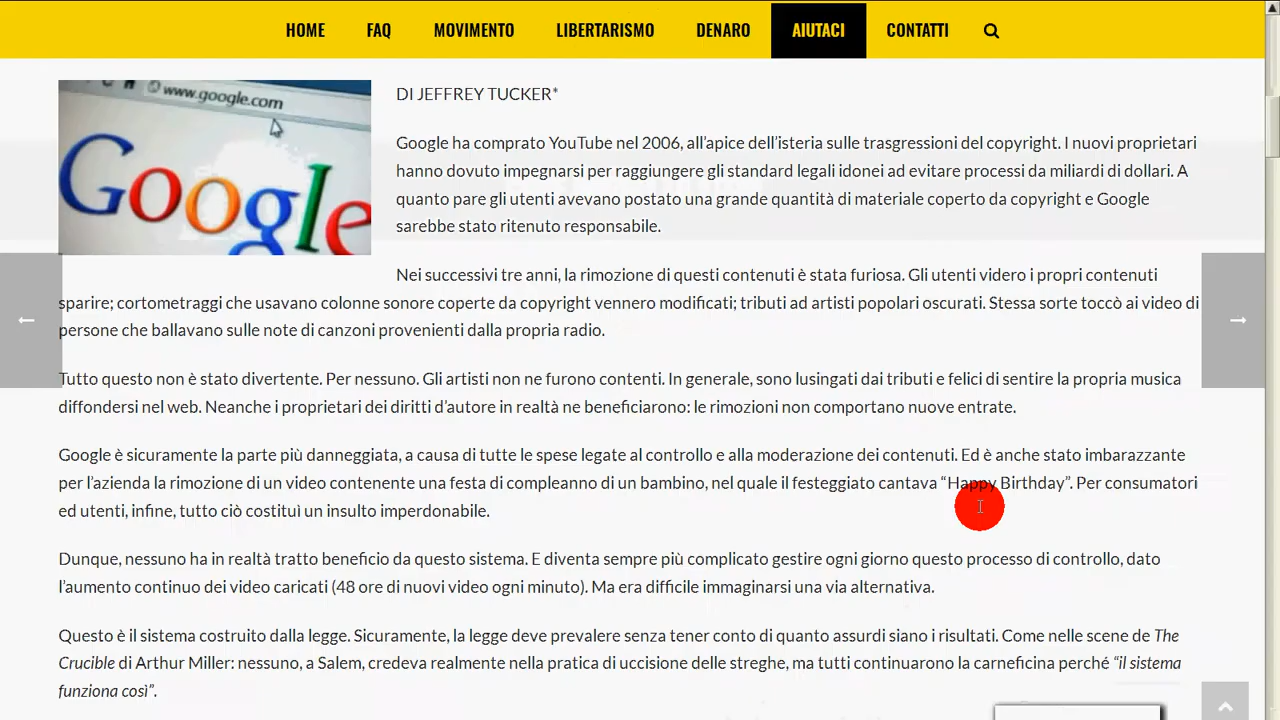 HOME FAQ MOVIMENTO LIBERTARISMO DENARO AIUTACI CONTATTI
www.google.com
Google
DI JEFFREY TUCKER*
Google ha comprato YouTube nel 2006, all’apice dell’isteria sulle trasgressioni del copyright. I nuovi proprietari
hanno dovuto impegnarsi per raggiungere gli standard legali idonei ad evitare processi da miliardi di dollari. A
quanto pare gli utenti avevano postato una grande quantità di materiale coperto da copyright e Google
sarebbe stato ritenuto responsabile.
Nei successivi tre anni, la rimozione di questi contenuti è stata furiosa. Gli utenti videro i propri contenuti
sparire; cortometraggi che usavano colonne sonore coperte da copyright vennero modificati; tributi ad artisti popolari oscurati. Stessa sorte toccò ai video di
persone che ballavano sulle note di canzoni provenienti dalla propria radio.
Tutto questo non è stato divertente. Per nessuno. Gli artisti non ne furono contenti. In generale, sono lusingati dai tributi e felici di sentire la propria musica
diffondersi nel web. Neanche i proprietari dei diritti d’autore in realtà ne beneficiarono: le rimozioni non comportano nuove entrate.
Google è sicuramente la parte più danneggiata, a causa di tutte le spese legate al controllo e alla moderazione dei contenuti. Ed è anche stato imbarazzante
per l’azienda la rimozione di un video contenente una festa di compleanno di un bambino, nel quale il festeggiato cantava “Happy Birthday”. Per consumatori
ed utenti, infine, tutto ciò costituì un insulto imperdonabile.
Dunque, nessuno ha in realtà tratto beneficio da questo sistema. E diventa sempre più complicato gestire ogni giorno questo processo di controllo, dato
l’aumento continuo dei video caricati (48 ore di nuovi video ogni minuto). Ma era difficile immaginarsi una via alternativa.
Questo è il sistema costruito dalla legge. Sicuramente, la legge deve prevalere senza tener conto di quanto assurdi siano i risultati. Come nelle scene de The
Crucible di Arthur Miller: nessuno, a Salem, credeva realmente nella pratica di uccisione delle streghe, ma tutti continuarono la carneficina perché “il sistema
funziona così”.